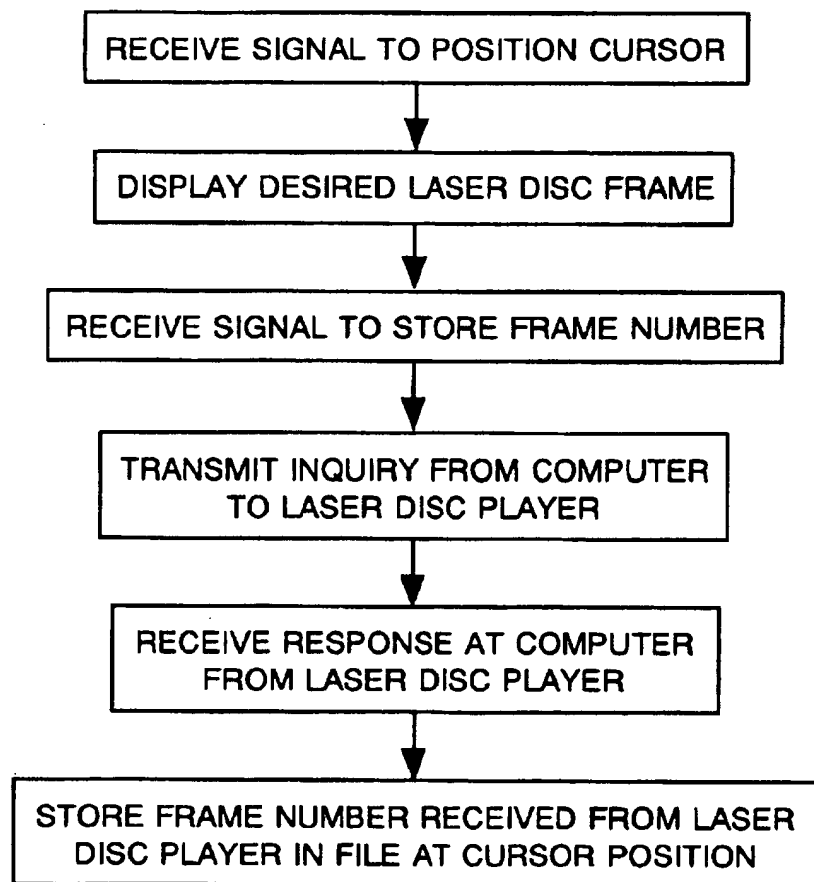 RECEIVE SIGNAL TO POSITION CURSOR
DISPLAY DESIRED LASER DISC FRAME
RECEIVE SIGNAL TO STORE FRAME NUMBER
TRANSMIT INQUIRY FROM COMPUTER
TO LASER DISC PLAYER
RECEIVE RESPONSE AT COMPUTER
FROM LASER DISC PLAYER
STORE FRAME NUMBER RECEIVED FROM LASER
DISC PLAYER IN FILE AT CURSOR POSITION